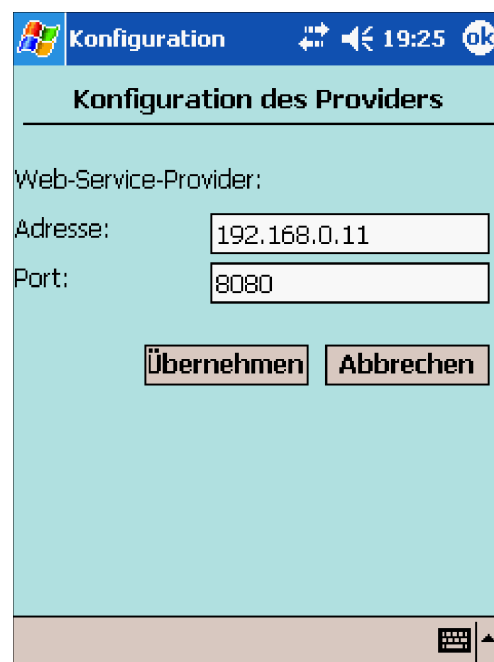 Konfiguration 19:25 ok
Konfiguration des Providers
Web-Service-Provider:
Adresse: 192.168.0.11
Port: 8080
Übernehmen Abbrechen